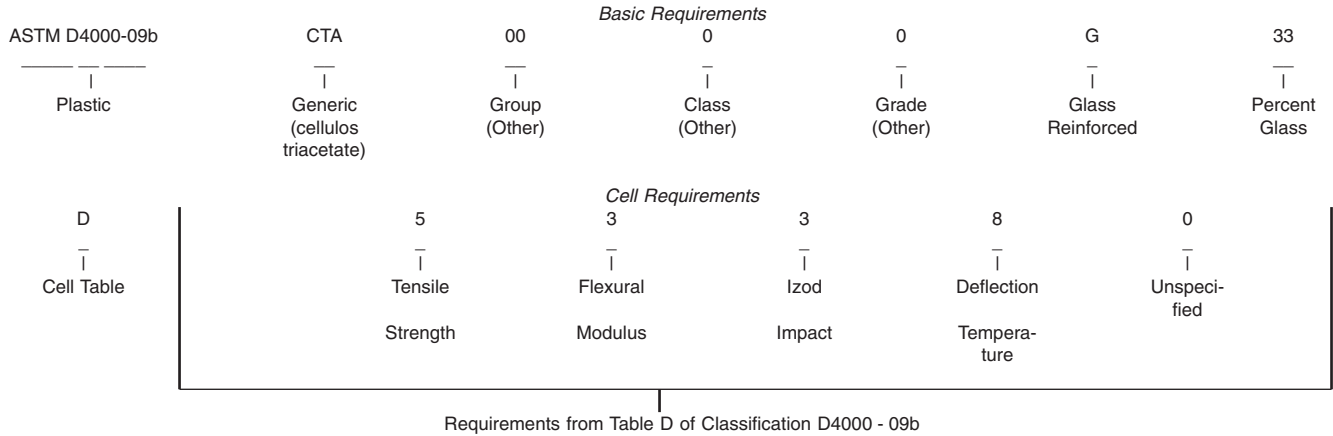 Basic Requirements
ASTM D4000-09b CTA 00 0 0 G 33
Plastic Generic Group Class Grade Glass Percent
(cellulos (Other) (Other) (Other) Reinforced Glass
triacetate)
Cell Requirements
D 5 3 3 8 0
Cell Table Tensile Flexural Izod Deflection Unspeci-
fied
Strength Modulus Impact Tempera-
ture
Requirements from Table D of Classification D4000 - 09b